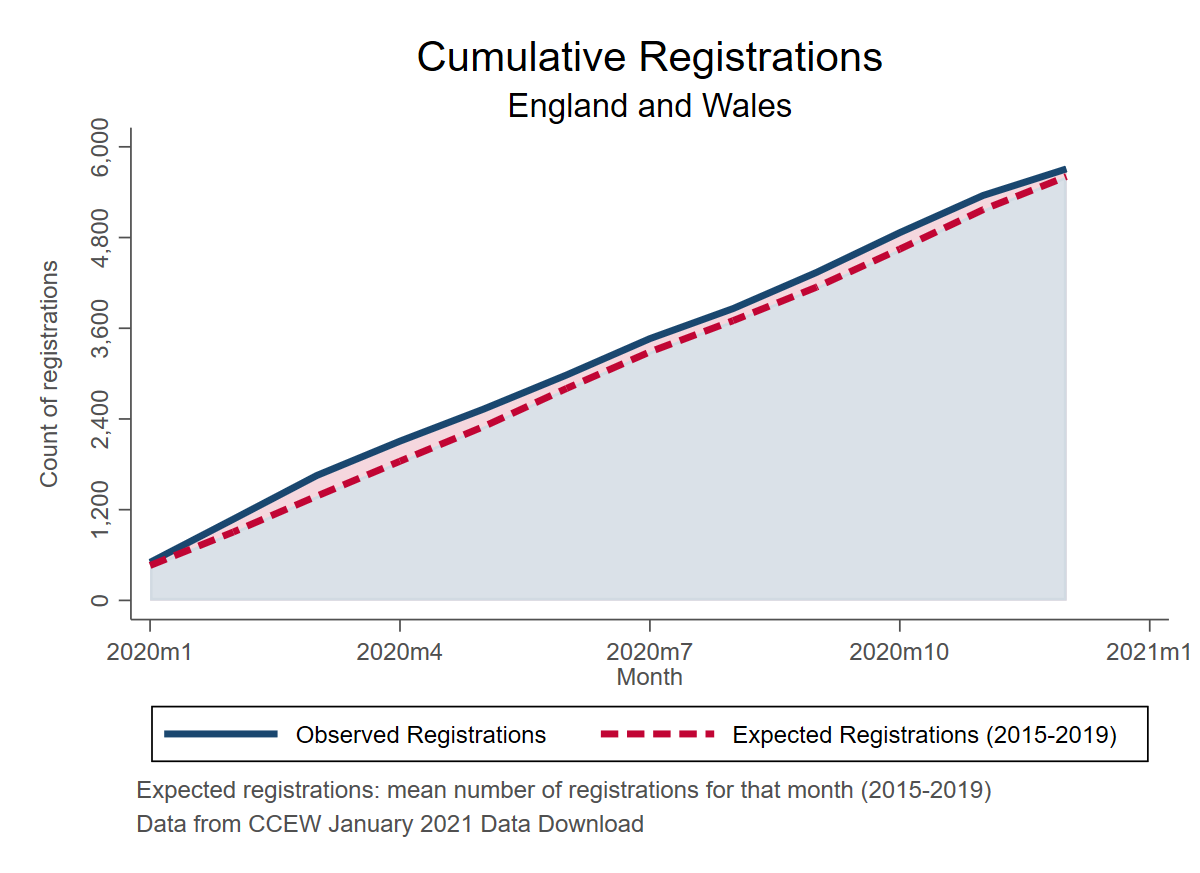 Cumulative Registrations
England and Wales
Count of registrations
6,000
4,800
3,600
2,400
1,200
0
2020m1 2020m4 2020m7 2020m10 2021m1
Month
Observed Registrations Expected Registrations (2015-2019)
Expected registrations: mean number of registrations for that month (2015-2019)
Data from CCEW January 2021 Data Download